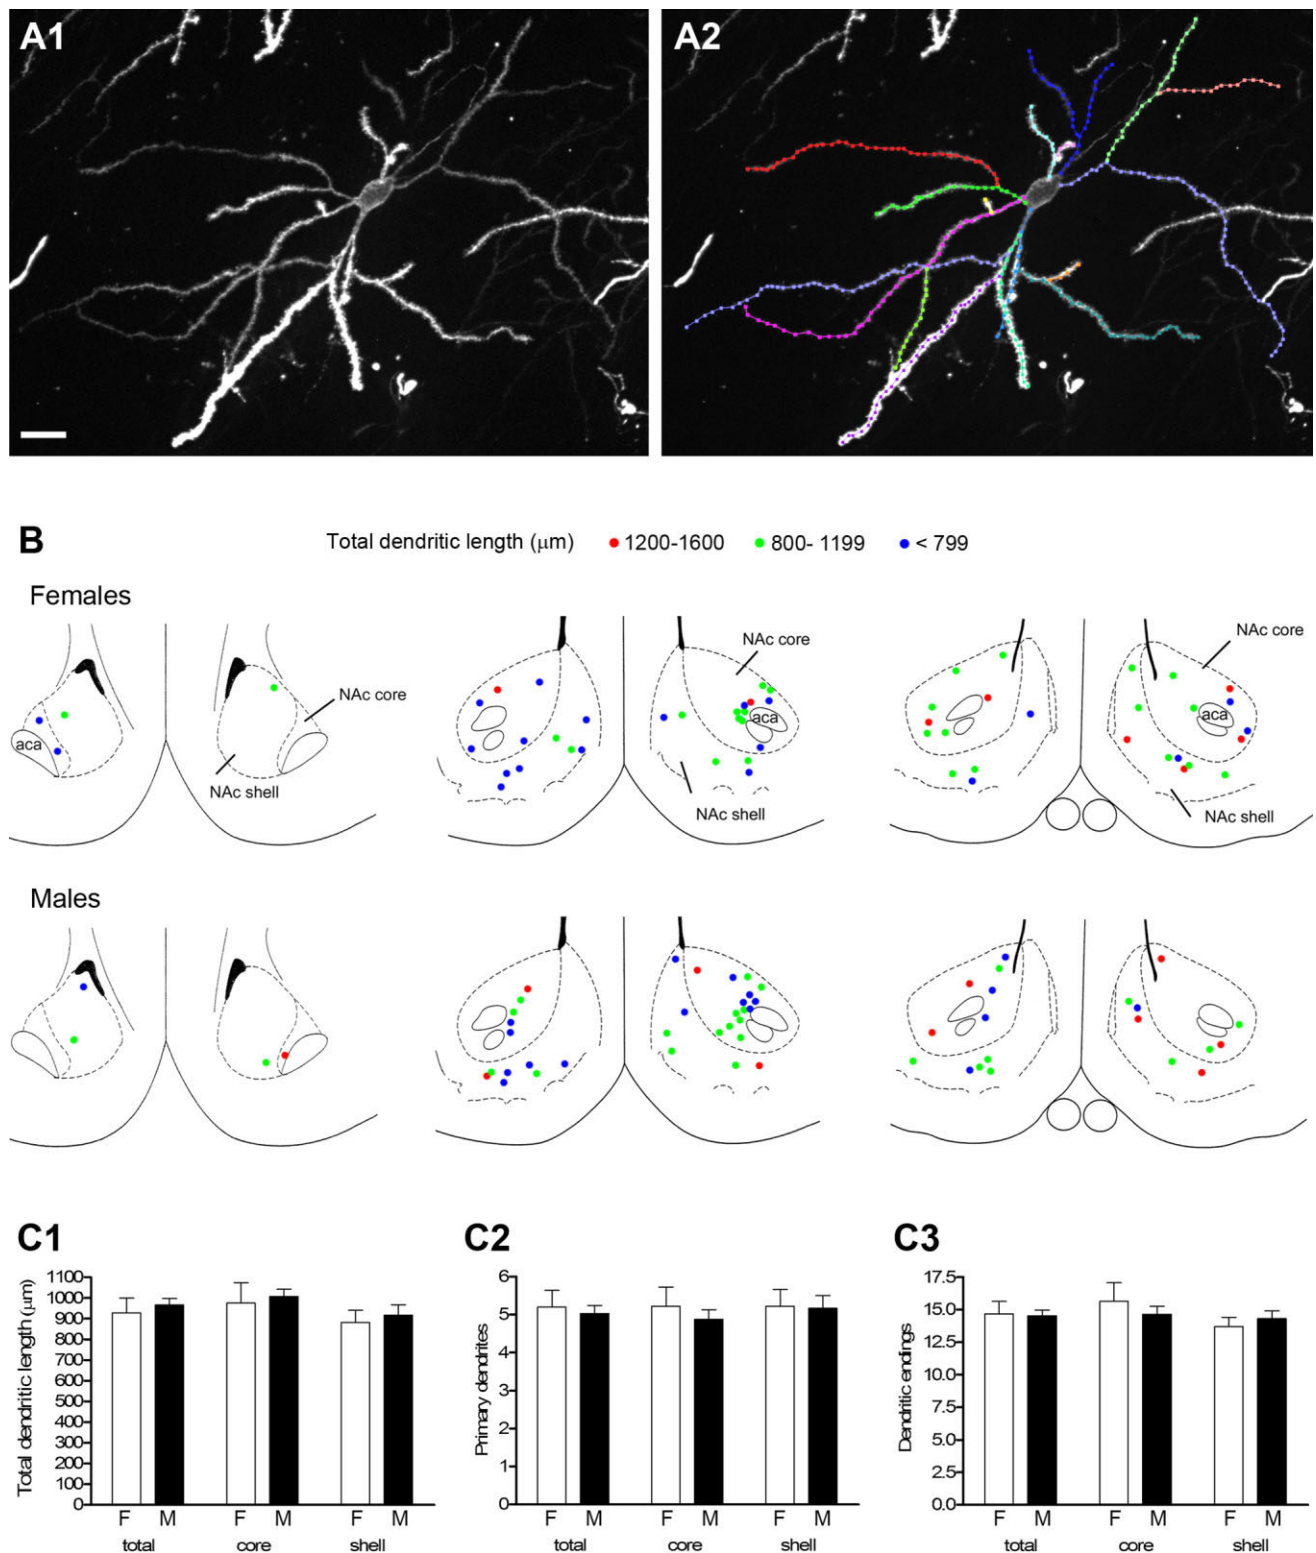 A1
A2
B
Total dendritic length (μm) 1200-1600 800- 1199 < 799
Females
NAc core
aca
NAc shell
NAc core
aca
NAc shell
NAc core
aca
NAc shell
Males
C1
Total dendritic length (μm)
1100
1000
900
800
700
600
500
400
300
200
100
0
F M F M F M
total core shell
C2
Primary dendrites
6
5
4
3
2
1
0
F M F M F M
total core shell
C3
Dendritic endings
17.5
15.0
12.5
10.0
7.5
5.0
2.5
0.0
F M F M F M
total core shell